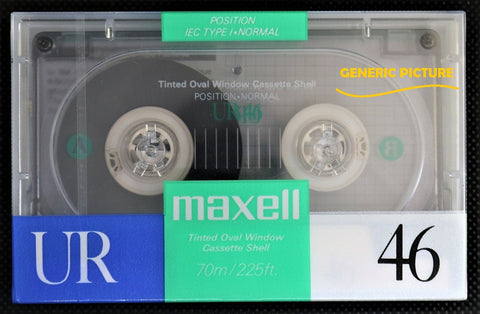 POSITION
IEC TYPE I•NORMAL
GENERIC PICTURE
Tinted Oval Window Cassette Shell
POSITION•NORMAL
UR46
A
B
maxell
UR
Tinted Oval Window
Cassette Shell
70m/225ft.
46